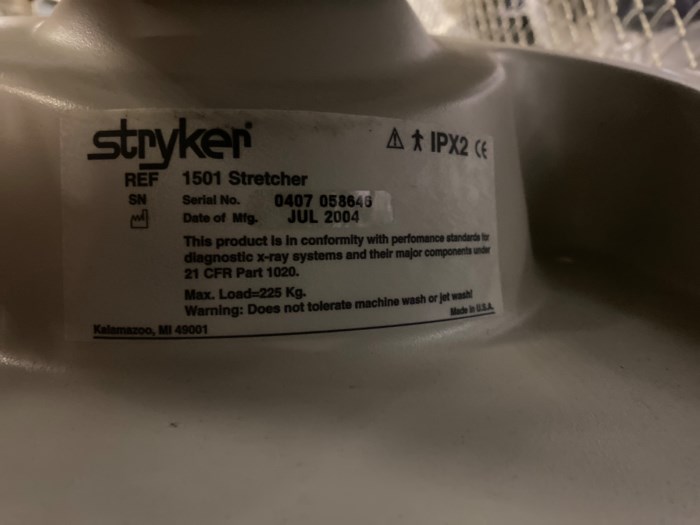 stryker
IPX2 CE
REF 1501 Stretcher
SN Serial No. 0407 058646
Date of Mfg. JUL 2004
This product is in conformity with perfomance standards for
diagnostic x-ray systems and their major components under
21 CFR Part 1020.
Max. Load=225 Kg.
Warning: Does not tolerate machine wash or jet wash!
Made in U.S.A.
Kalamazoo, MI 49001